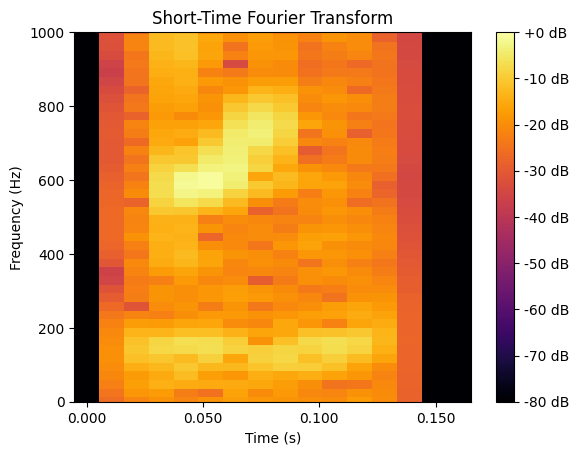 Short-Time Fourier Transform
Frequency (Hz)
1000
800
600
400
200
0
0.000
0.050
0.100
0.150
Time (s)
+0 dB
-10 dB
-20 dB
-30 dB
-40 dB
-50 dB
-60 dB
-70 dB
-80 dB